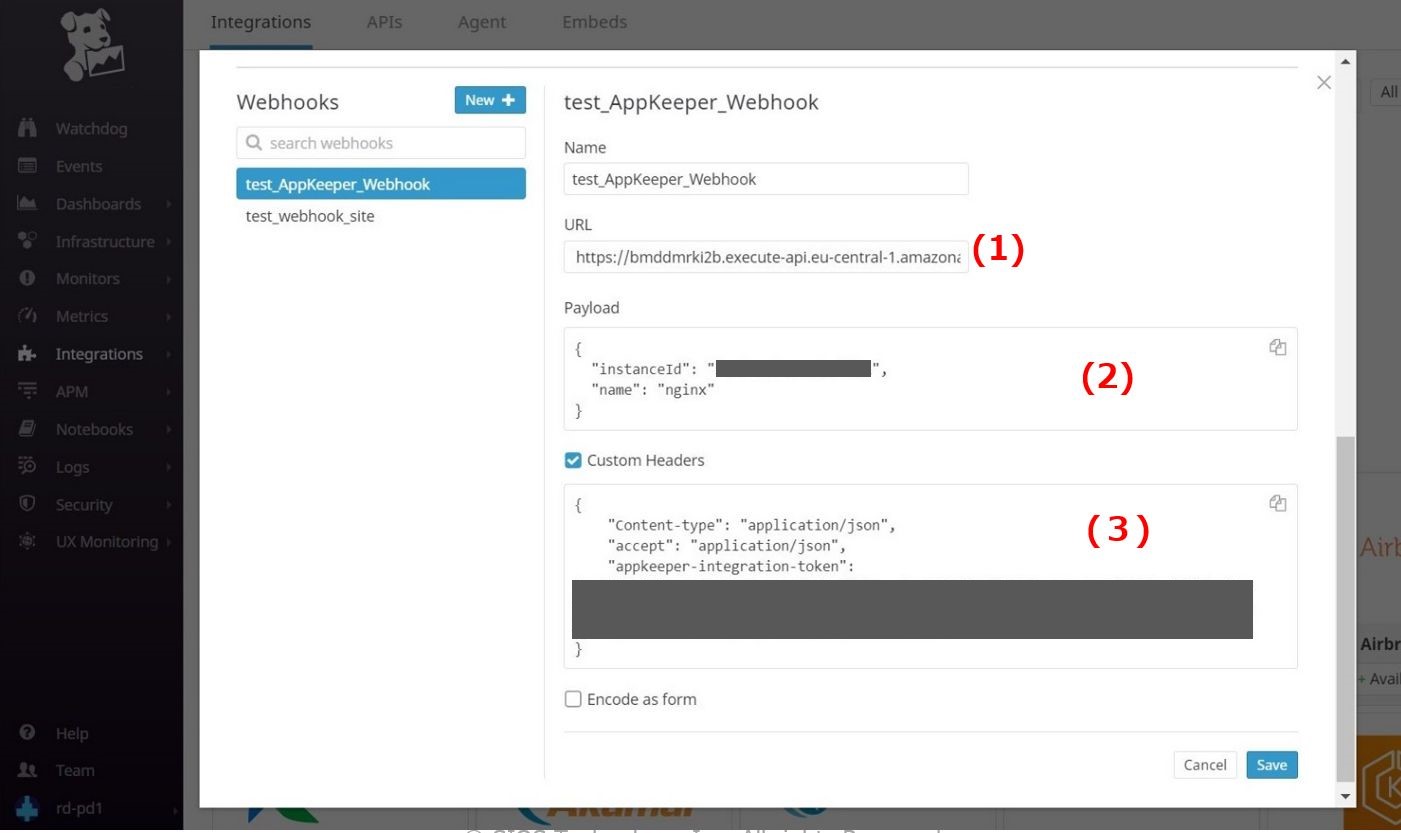 Integrations APIs Agent Embeds
Watchdog
Events
Dashboards
Infrastructure
Monitors
Metrics
Integrations
APM
Notebooks
Logs
Security
UX Monitoring
Help
Team
rd-pd1
Webhooks
New +
search webhooks
test_AppKeeper_Webhook
test_webhook_site
test_AppKeeper_Webhook
Name
test_AppKeeper_Webhook
URL
https://bmddmrki2b.execute-api.eu-central-1.amazona
(1)
Payload
{
"instanceId": " ",
"name": "nginx"
}
(2)
Custom Headers
{
"Content-type": "application/json",
"accept": "application/json",
"appkeeper-integration-token":
}
(3)
Encode as form
Cancel Save
All
Airb
Airbr
+ Avail